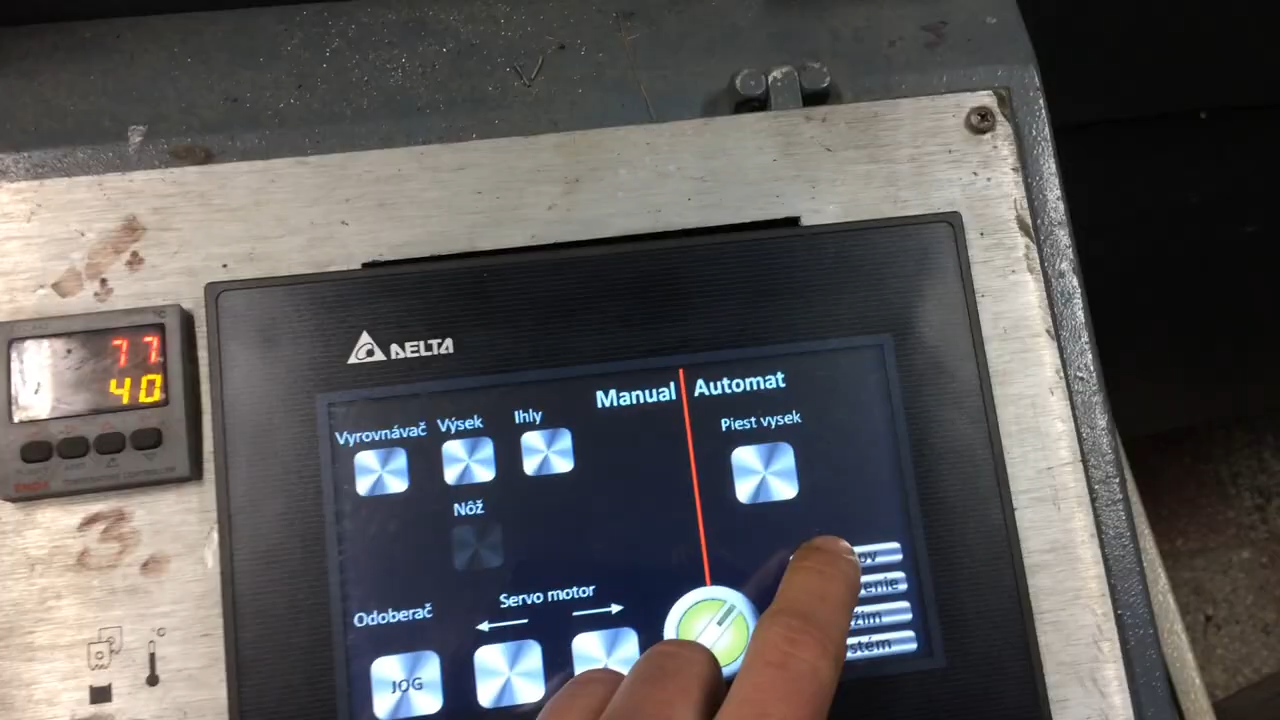 77
40
DELTA
Manual Automat
Vyrovnávač Výsek Ihly
Piest vysek
Nôž
Odoberač
Servo motor
JOG